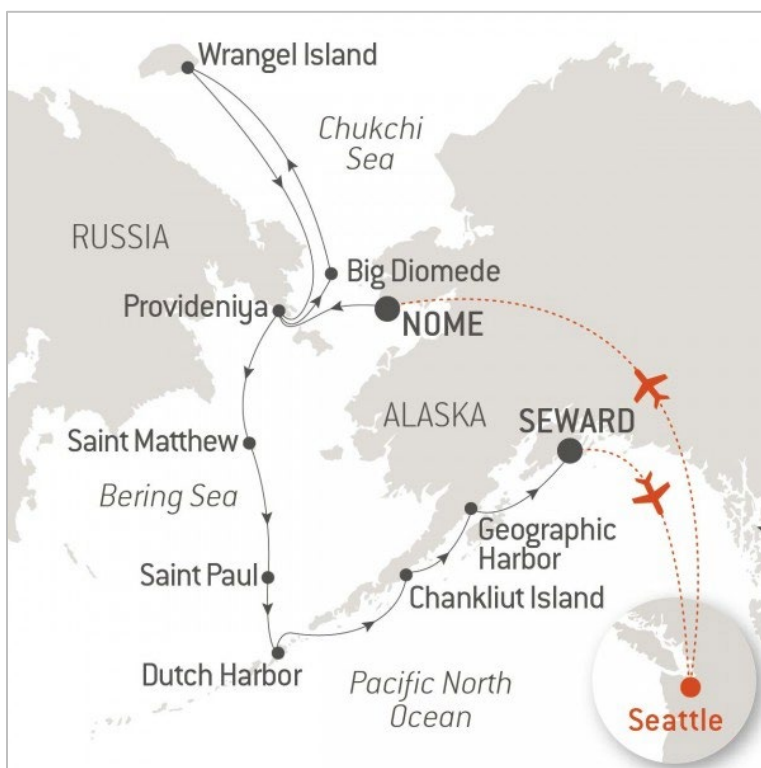 Wrangel Island
Chukchi
Sea
RUSSIA
Big Diomede
Provideniya
NOME
ALASKA
SEWARD
Saint Matthew
Bering Sea
Geographic
Harbor
Saint Paul
Chankliut Island
Dutch Harbor
Pacific North
Ocean
Seattle